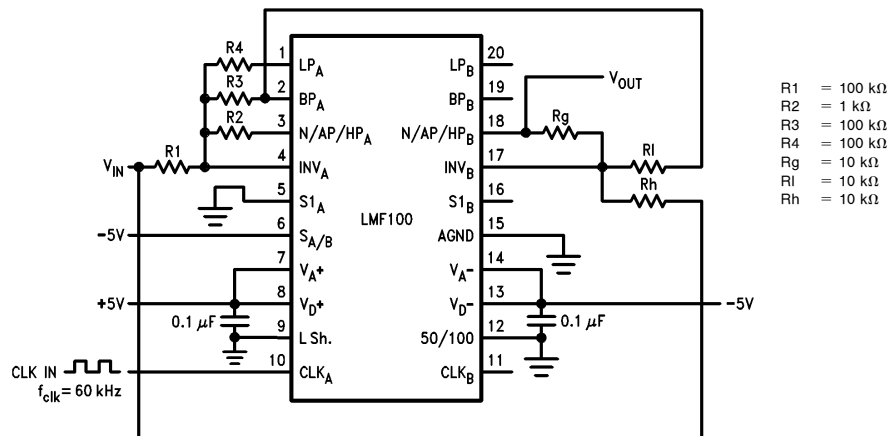 R4
1
LP_A
20
LP_B
R3
2
BP_A
19
BP_B
V_OUT
R2
3
N/AP/HP_A
18
N/AP/HP_B
Rg
V_IN
R1
4
INV_A
17
INV_B
Rl
5
S1_A
16
S1_B
Rh
LMF100
-5V
6
S_A/B
15
AGND
7
V_A+
14
V_A-
+5V
8
V_D+
13
V_D-
-5V
0.1 μF
9
L Sh.
12
50/100
0.1 μF
CLK IN
10
CLK_A
11
CLK_B
f_clk = 60 kHz
R1 = 100 kΩ
R2 = 1 kΩ
R3 = 100 kΩ
R4 = 100 kΩ
Rg = 10 kΩ
Rl = 10 kΩ
Rh = 10 kΩ